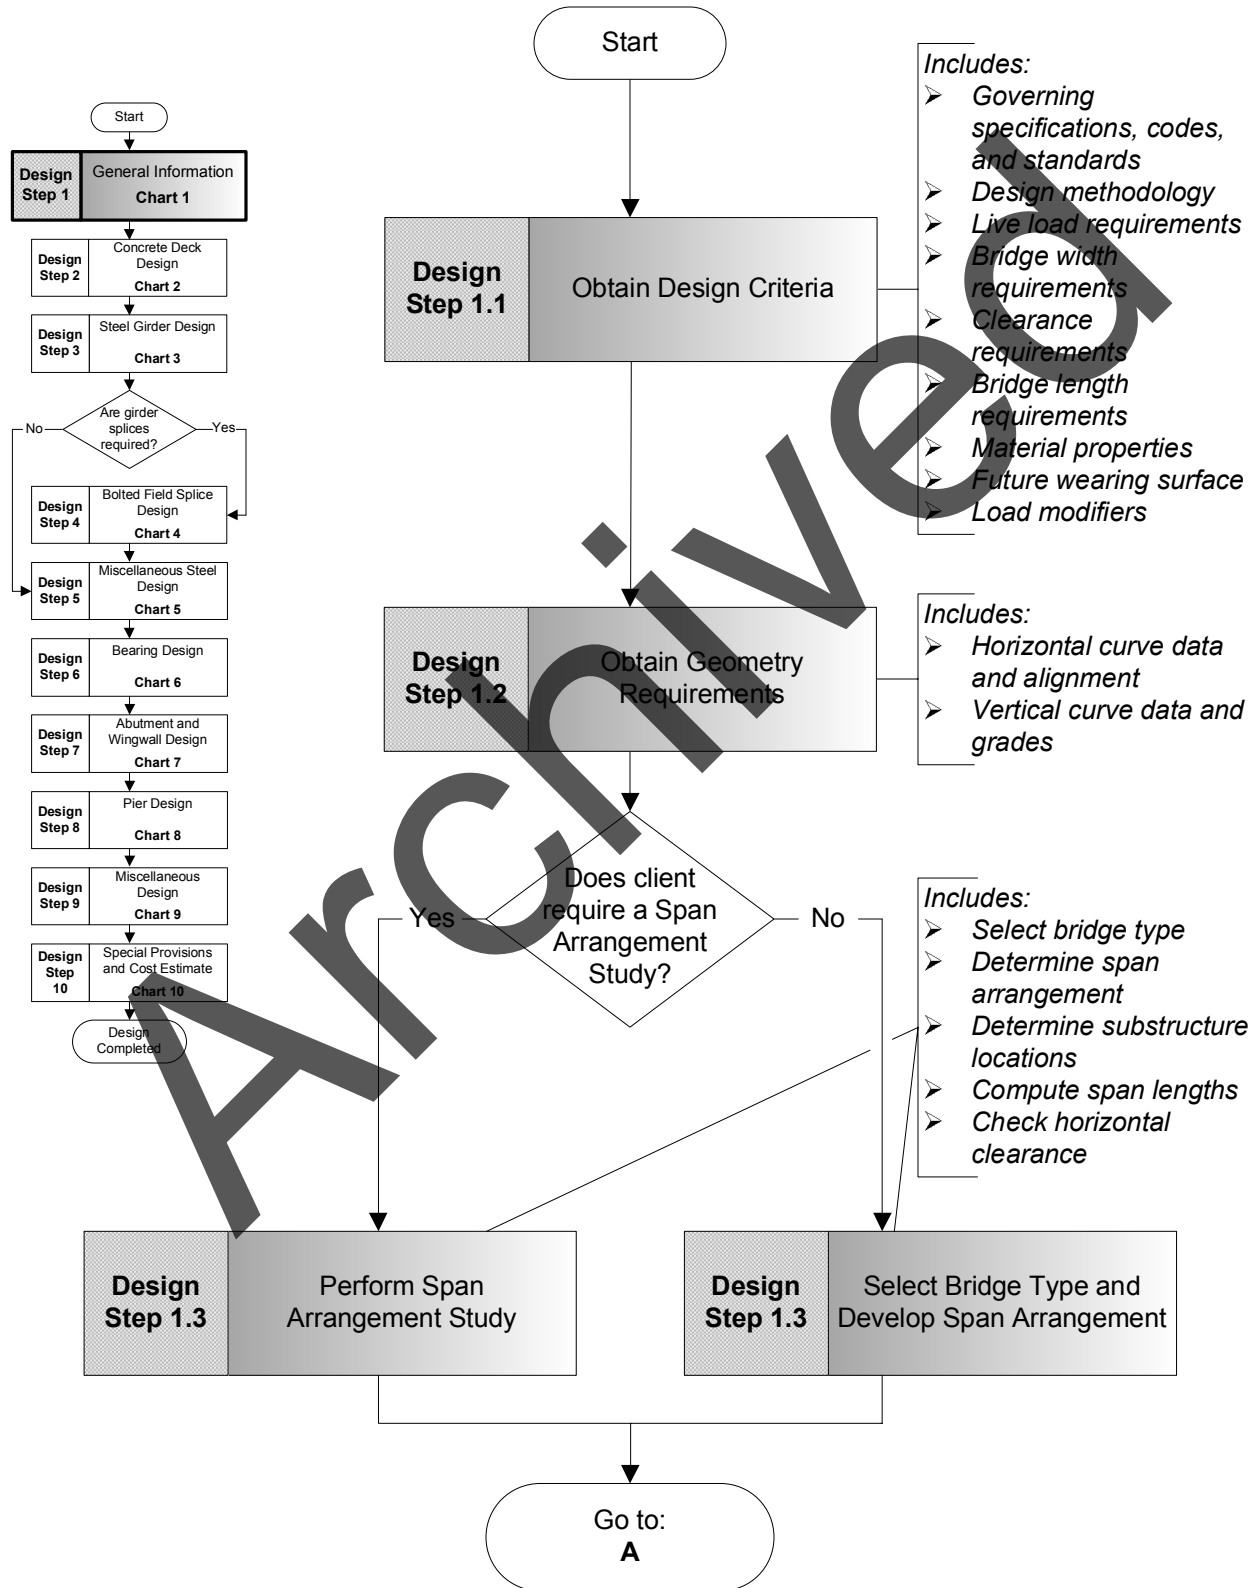 Start
Design
Step 1
General Information
Chart 1
Design
Step 2
Concrete Deck
Design
Chart 2
Design
Step 3
Steel Girder Design
Chart 3
Are girder
splices
required?
No
Yes
Design
Step 4
Bolted Field Splice
Design
Chart 4
Design
Step 5
Miscellaneous Steel
Design
Chart 5
Design
Step 6
Bearing Design
Chart 6
Design
Step 7
Abutment and
Wingwall Design
Chart 7
Design
Step 8
Pier Design
Chart 8
Design
Step 9
Miscellaneous
Design
Chart 9
Design
Step
10
Special Provisions
and Cost Estimate
Chart 10
Design
Completed
Start
Design
Step 1.1
Obtain Design Criteria
Includes:
➢ Governing
specifications, codes,
and standards
➢ Design methodology
➢ Live load requirements
➢ Bridge width
requirements
➢ Clearance
requirements
➢ Bridge length
requirements
➢ Material properties
➢ Future wearing surface
➢ Load modifiers
Design
Step 1.2
Obtain Geometry
Requirements
Includes:
➢ Horizontal curve data
and alignment
➢ Vertical curve data and
grades
Does client
require a Span
Arrangement
Study?
Yes
No
Includes:
➢ Select bridge type
➢ Determine span
arrangement
➢ Determine substructure
locations
➢ Compute span lengths
➢ Check horizontal
clearance
Design
Step 1.3
Perform Span
Arrangement Study
Design
Step 1.3
Select Bridge Type and
Develop Span Arrangement
Go to:
A
Archived